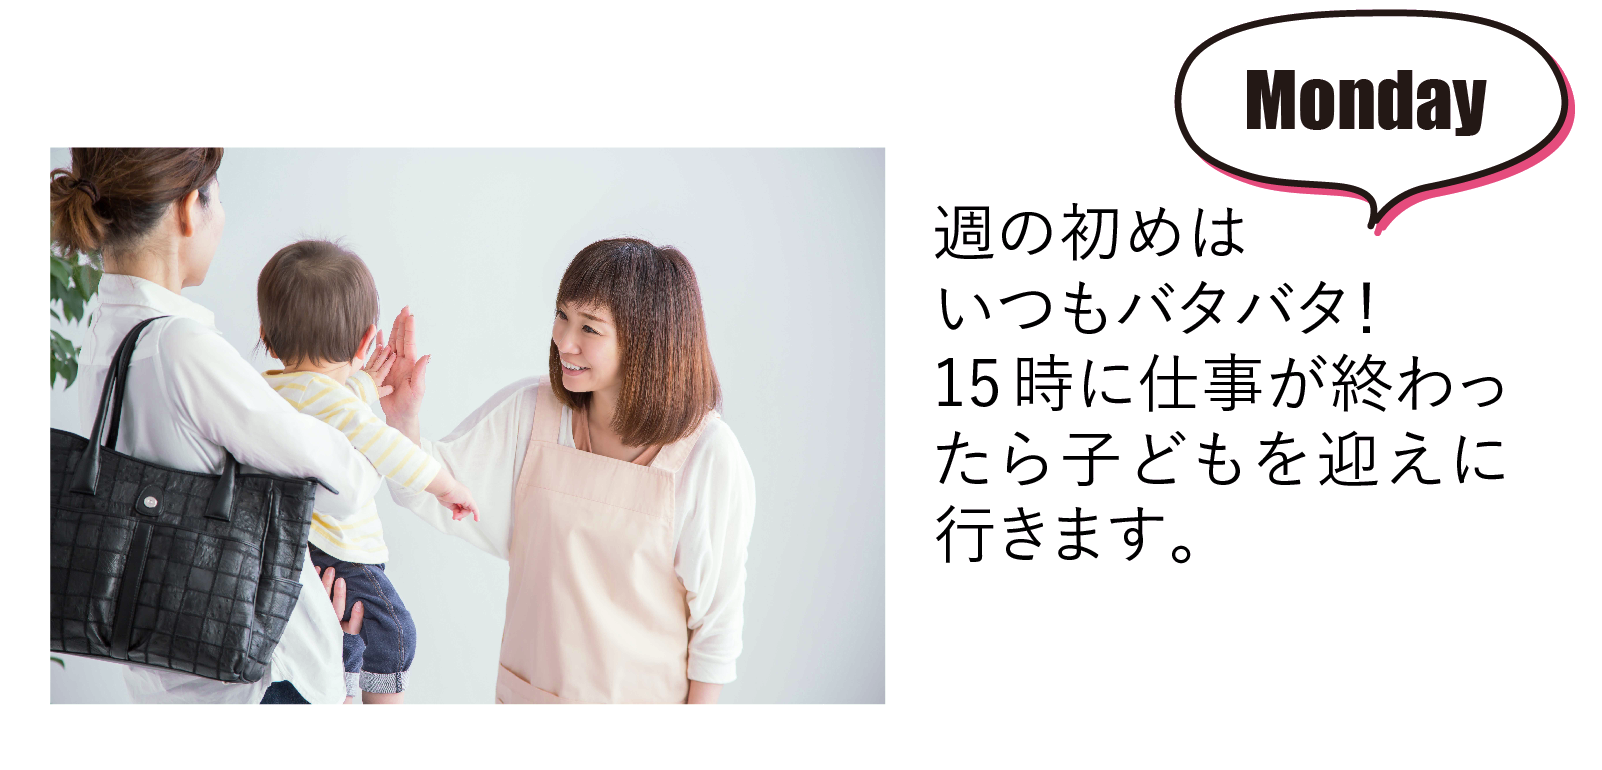 Monday
週の初めは
いつもバタバタ！
15時に仕事が終わっ
たら子どもを迎えに
行きます。